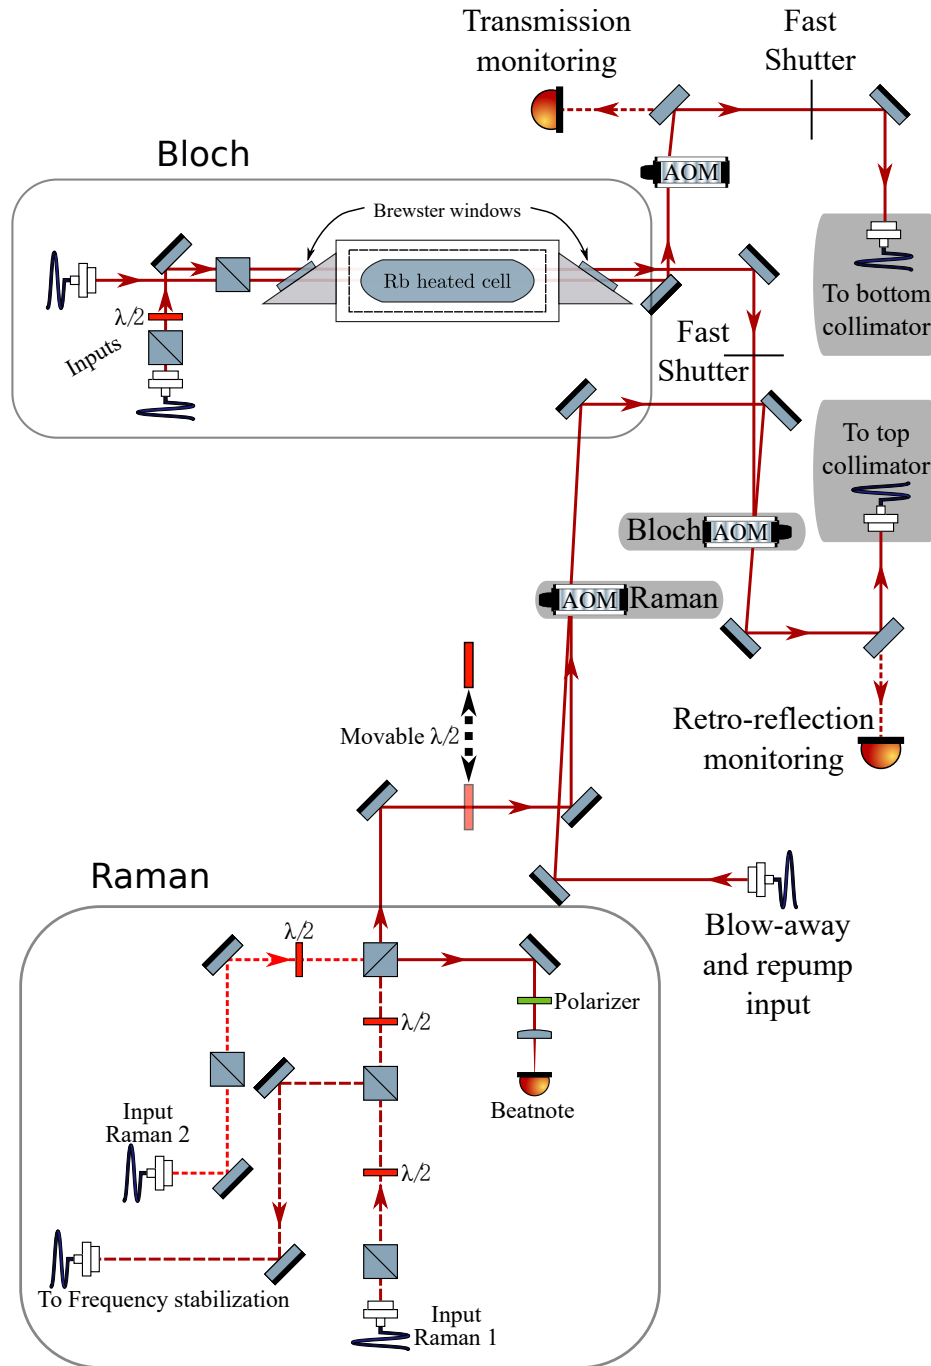 Transmission
monitoring
Fast
Shutter
Bloch
AOM
Brewster windows
Rb heated cell
λ/2
Inputs
To bottom
collimator
Fast
Shutter
To top
collimator
Bloch
AOM
AOM
Raman
Movable λ/2
Retro-reflection
monitoring
Raman
Blow-away
and repump
input
λ/2
Polarizer
λ/2
Beatnote
Input
Raman 2
λ/2
To Frequency stabilization
Input
Raman 1